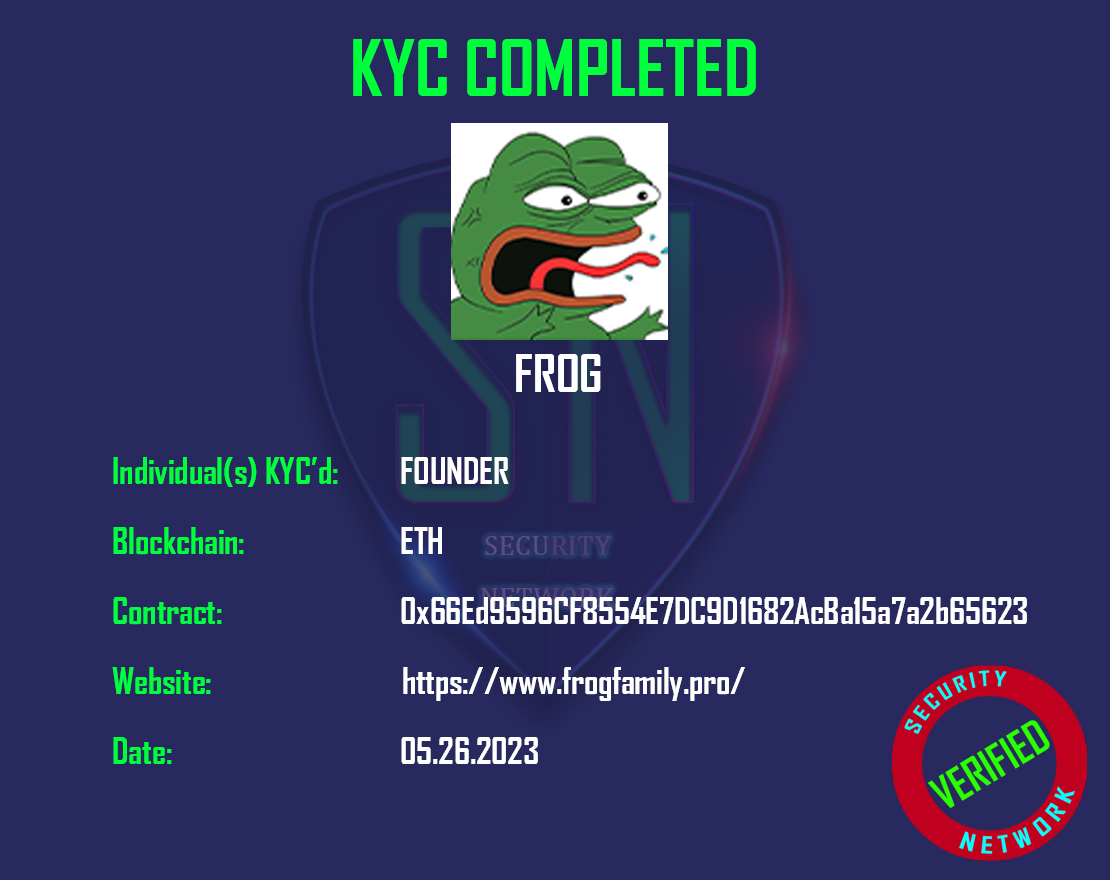 KYC COMPLETED
FROG
Individual(s) KYC'd: FOUNDER
Blockchain: ETH
SECURITY
NETWORK
Contract: 0x66Ed9596CF8554E7DC9D1682AcBa15a7a2b65623
Website: https://www.frogfamily.pro/
Date: 05.26.2023
SECURITY
VERIFIED
NETWORK
SN